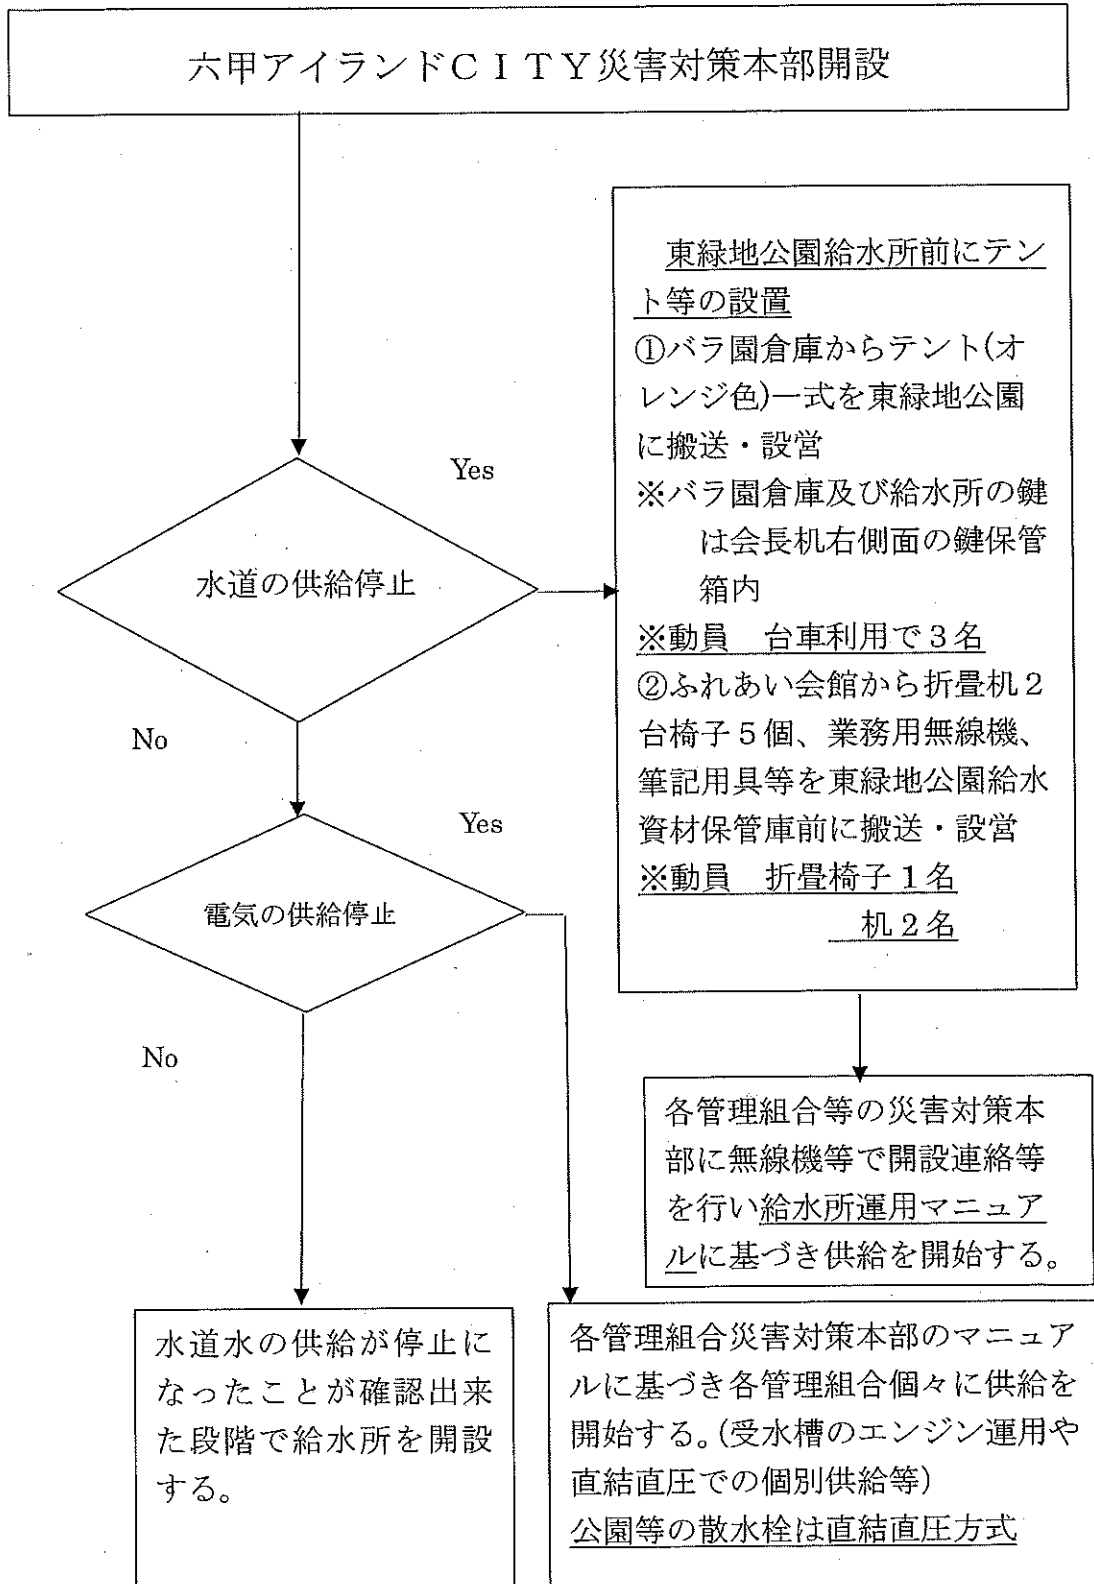 六甲アイランドＣＩＴＹ災害対策本部開設
東緑地公園給水所前にテン
ト等の設置
①バラ園倉庫からテント(オ
レンジ色)一式を東緑地公園
に搬送・設営
※バラ園倉庫及び給水所の鍵
は会長机右側面の鍵保管
箱内
※動員　台車利用で３名
②ふれあい会館から折畳机２
台椅子５個、業務用無線機、
筆記用具等を東緑地公園給水
資材保管庫前に搬送・設営
※動員　折畳椅子１名
机２名
Yes
水道の供給停止
No
Yes
電気の供給停止
No
各管理組合等の災害対策本
部に無線機等で開設連絡等
を行い給水所運用マニュア
ルに基づき供給を開始する。
水道水の供給が停止に
なったことが確認出来
た段階で給水所を開設
する。
各管理組合災害対策本部のマニュア
ルに基づき各管理組合個々に供給を
開始する。(受水槽のエンジン運用や
直結直圧での個別供給等)
公園等の散水栓は直結直圧方式